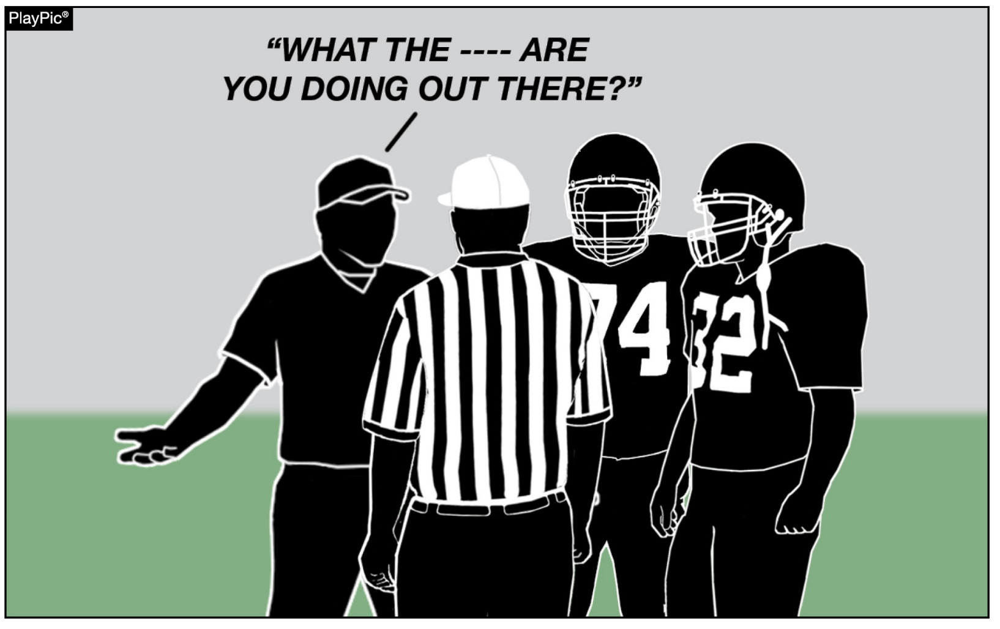 PlayPic®
“WHAT THE ---- ARE
YOU DOING OUT THERE?”
74
32